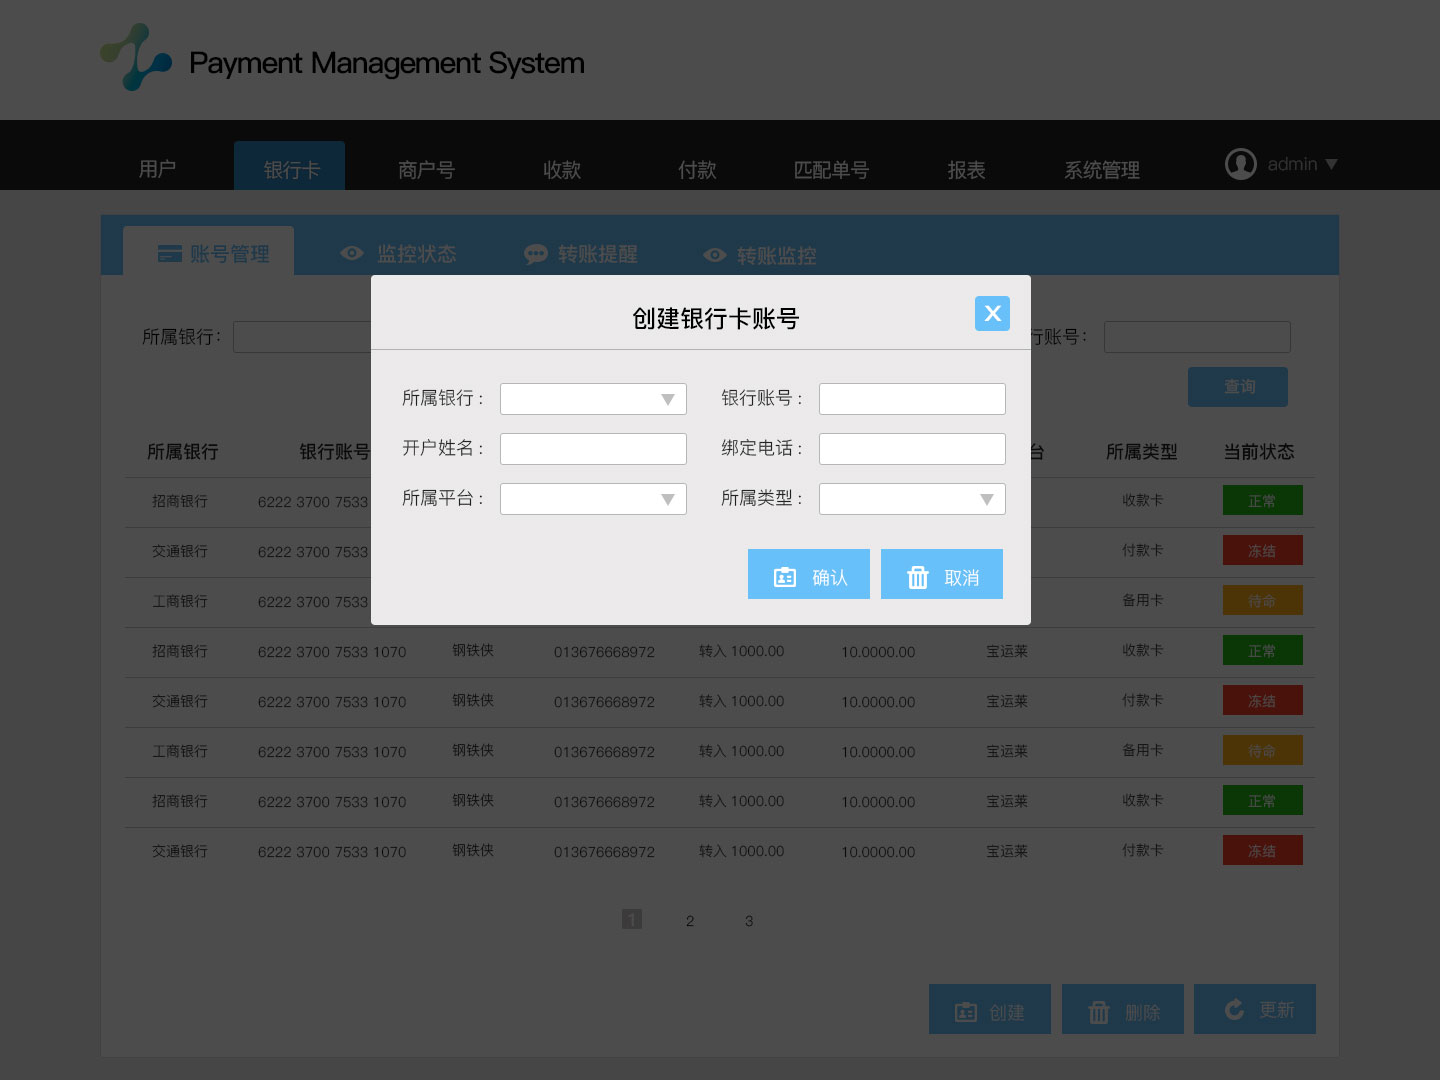 Payment Management System
用户 银行卡 商户号 收款 付款 匹配单号 报表 系统管理 admin
账号管理 监控状态 转账提醒 转账监控
创建银行卡账号 X
所属银行： 行账号：
查询
所属银行： 银行账号：
开户姓名： 绑定电话：
所属平台： 所属类型：
确认 取消
所属银行 银行账号 台 所属类型 当前状态
招商银行 6222 3700 7533 收款卡 正常
交通银行 6222 3700 7533 付款卡 冻结
工商银行 6222 3700 7533 备用卡 待命
招商银行 6222 3700 7533 1070 钢铁侠 013676668972 转入 1000.00 10.0000.00 宝运莱 收款卡 正常
交通银行 6222 3700 7533 1070 钢铁侠 013676668972 转入 1000.00 10.0000.00 宝运莱 付款卡 冻结
工商银行 6222 3700 7533 1070 钢铁侠 013676668972 转入 1000.00 10.0000.00 宝运莱 备用卡 待命
招商银行 6222 3700 7533 1070 钢铁侠 013676668972 转入 1000.00 10.0000.00 宝运莱 收款卡 正常
交通银行 6222 3700 7533 1070 钢铁侠 013676668972 转入 1000.00 10.0000.00 宝运莱 付款卡 冻结
1 2 3
创建 删除 更新